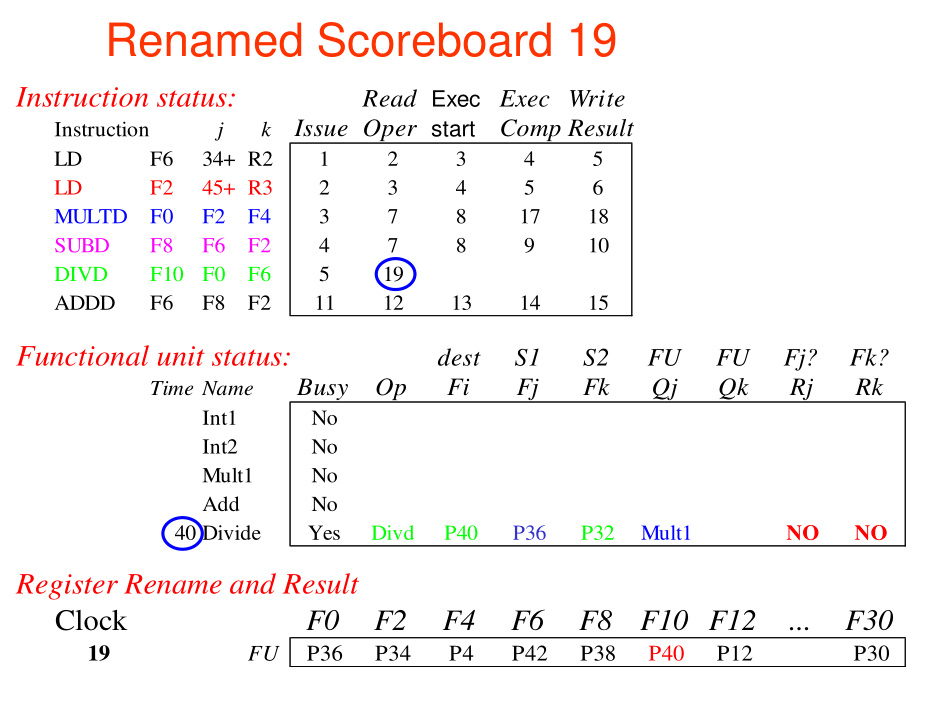 Renamed Scoreboard 19
Instruction status: Read Exec Exec Write
Instruction j k Issue Oper start Comp Result
LD F6 34+ R2 1 2 3 4 5
LD F2 45+ R3 2 3 4 5 6
MULTD F0 F2 F4 3 7 8 17 18
SUBD F8 F6 F2 4 7 8 9 10
DIVD F10 F0 F6 5 19
ADDD F6 F8 F2 11 12 13 14 15
Functional unit status: dest S1 S2 FU FU Fj? Fk?
Time Name Busy Op Fi Fj Fk Qj Qk Rj Rk
Int1 No
Int2 No
Mult1 No
Add No
40 Divide Yes Divd P40 P36 P32 Mult1 NO NO
Register Rename and Result
Clock F0 F2 F4 F6 F8 F10 F12 ... F30
19 FU P36 P34 P4 P42 P38 P40 P12 P30